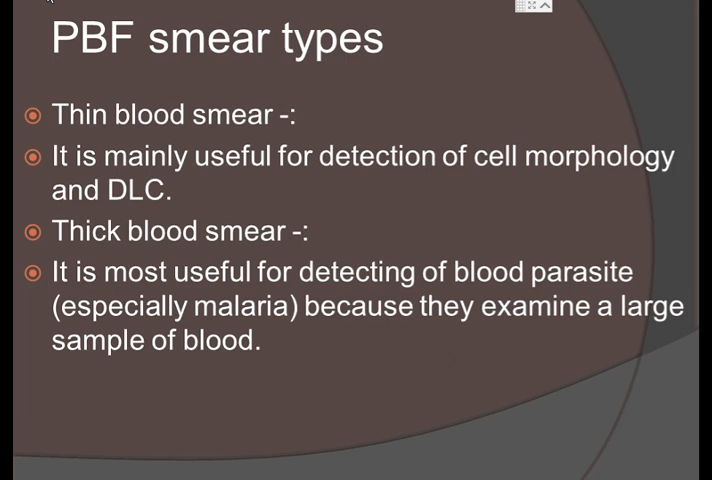 PBF smear types
Thin blood smear -:
It is mainly useful for detection of cell morphology
and DLC.
Thick blood smear -:
It is most useful for detecting of blood parasite
(especially malaria) because they examine a large
sample of blood.